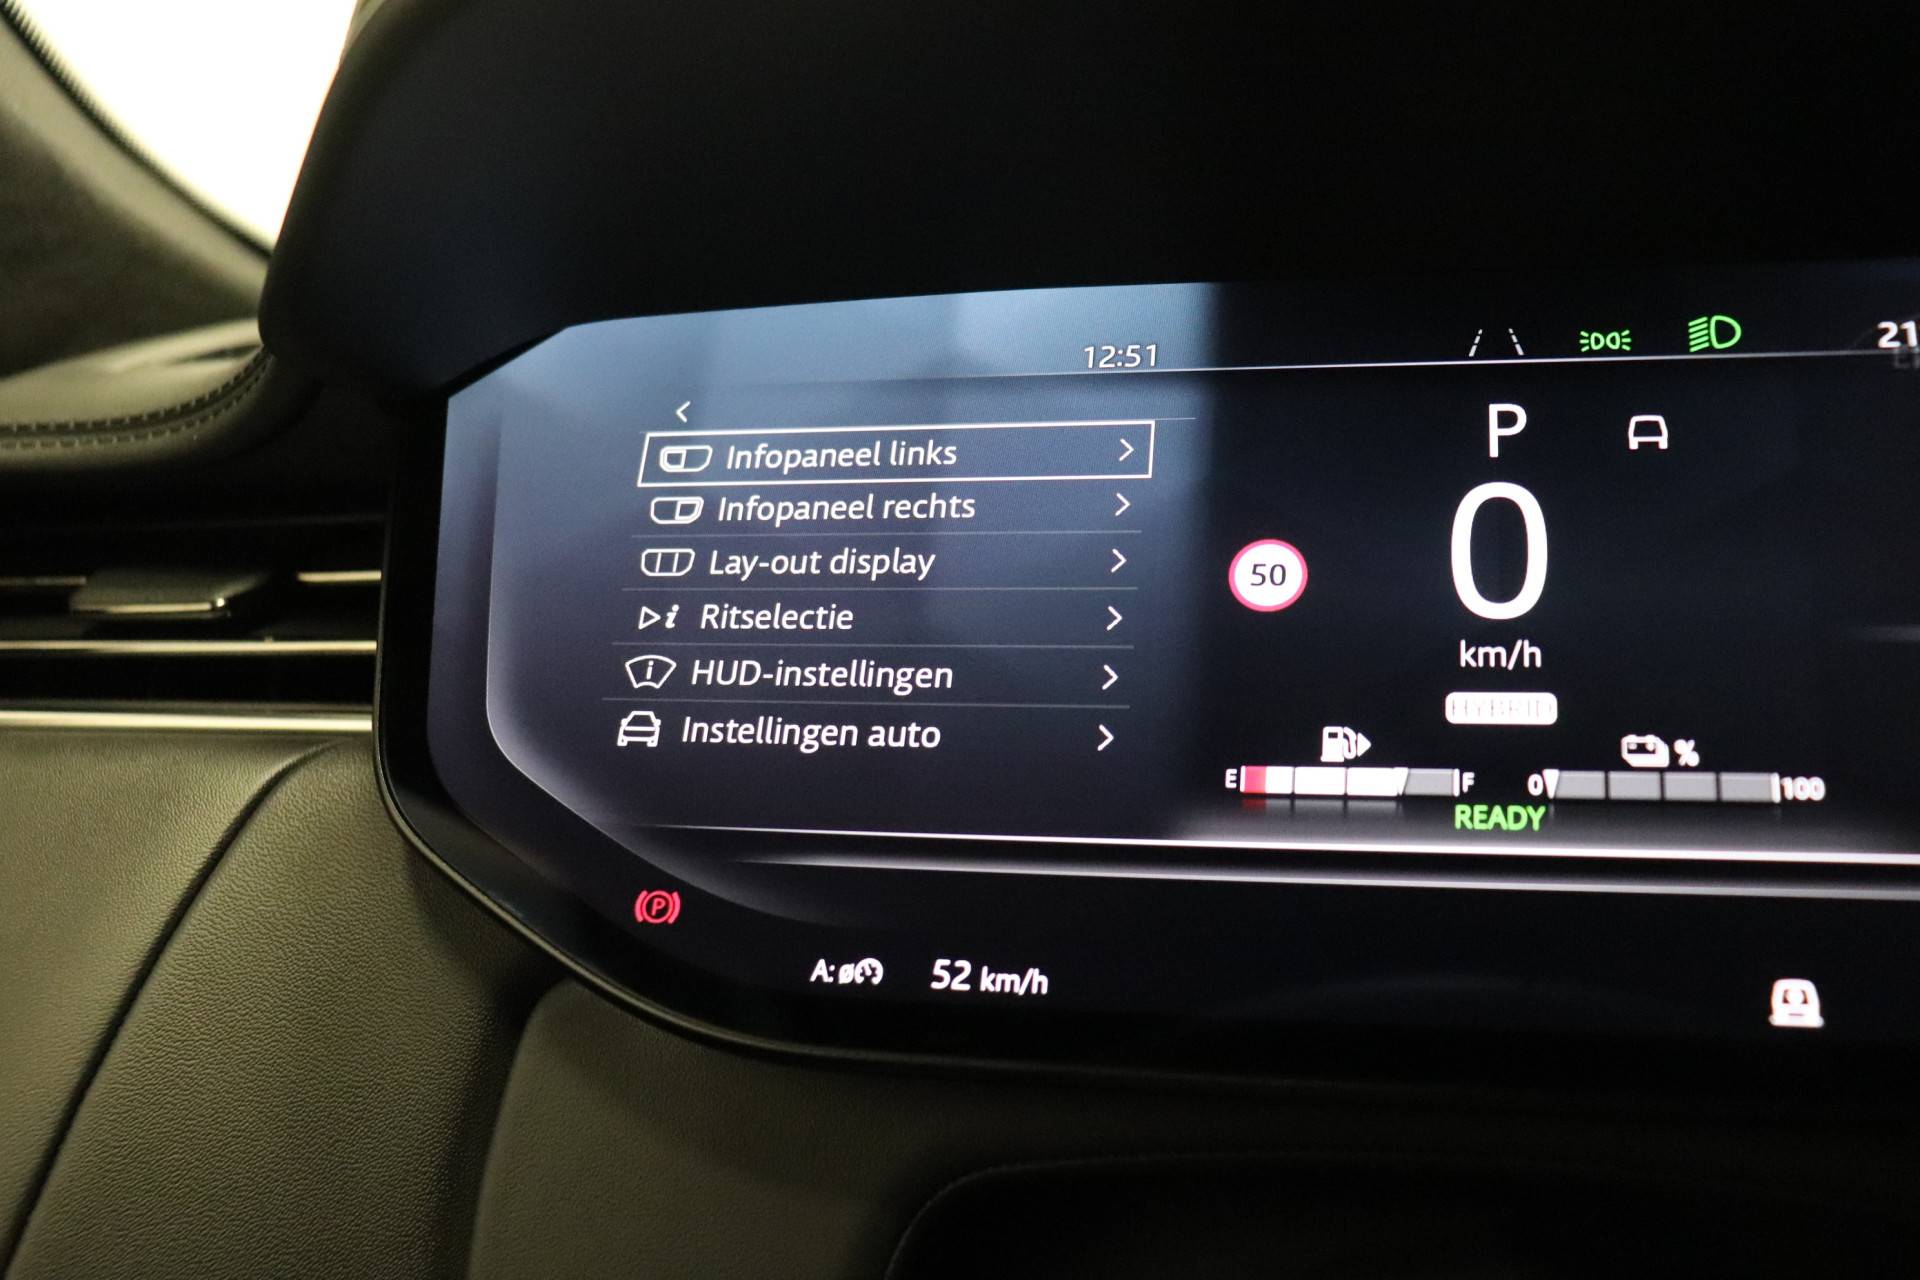 12:51
21
Infopaneel links
Infopaneel rechts
Lay-out display
Ritselectie
HUD-instellingen
Instellingen auto
P
50
0
km/h
HYBRID
%
E F
0 100
READY
P
A:ø 52 km/h